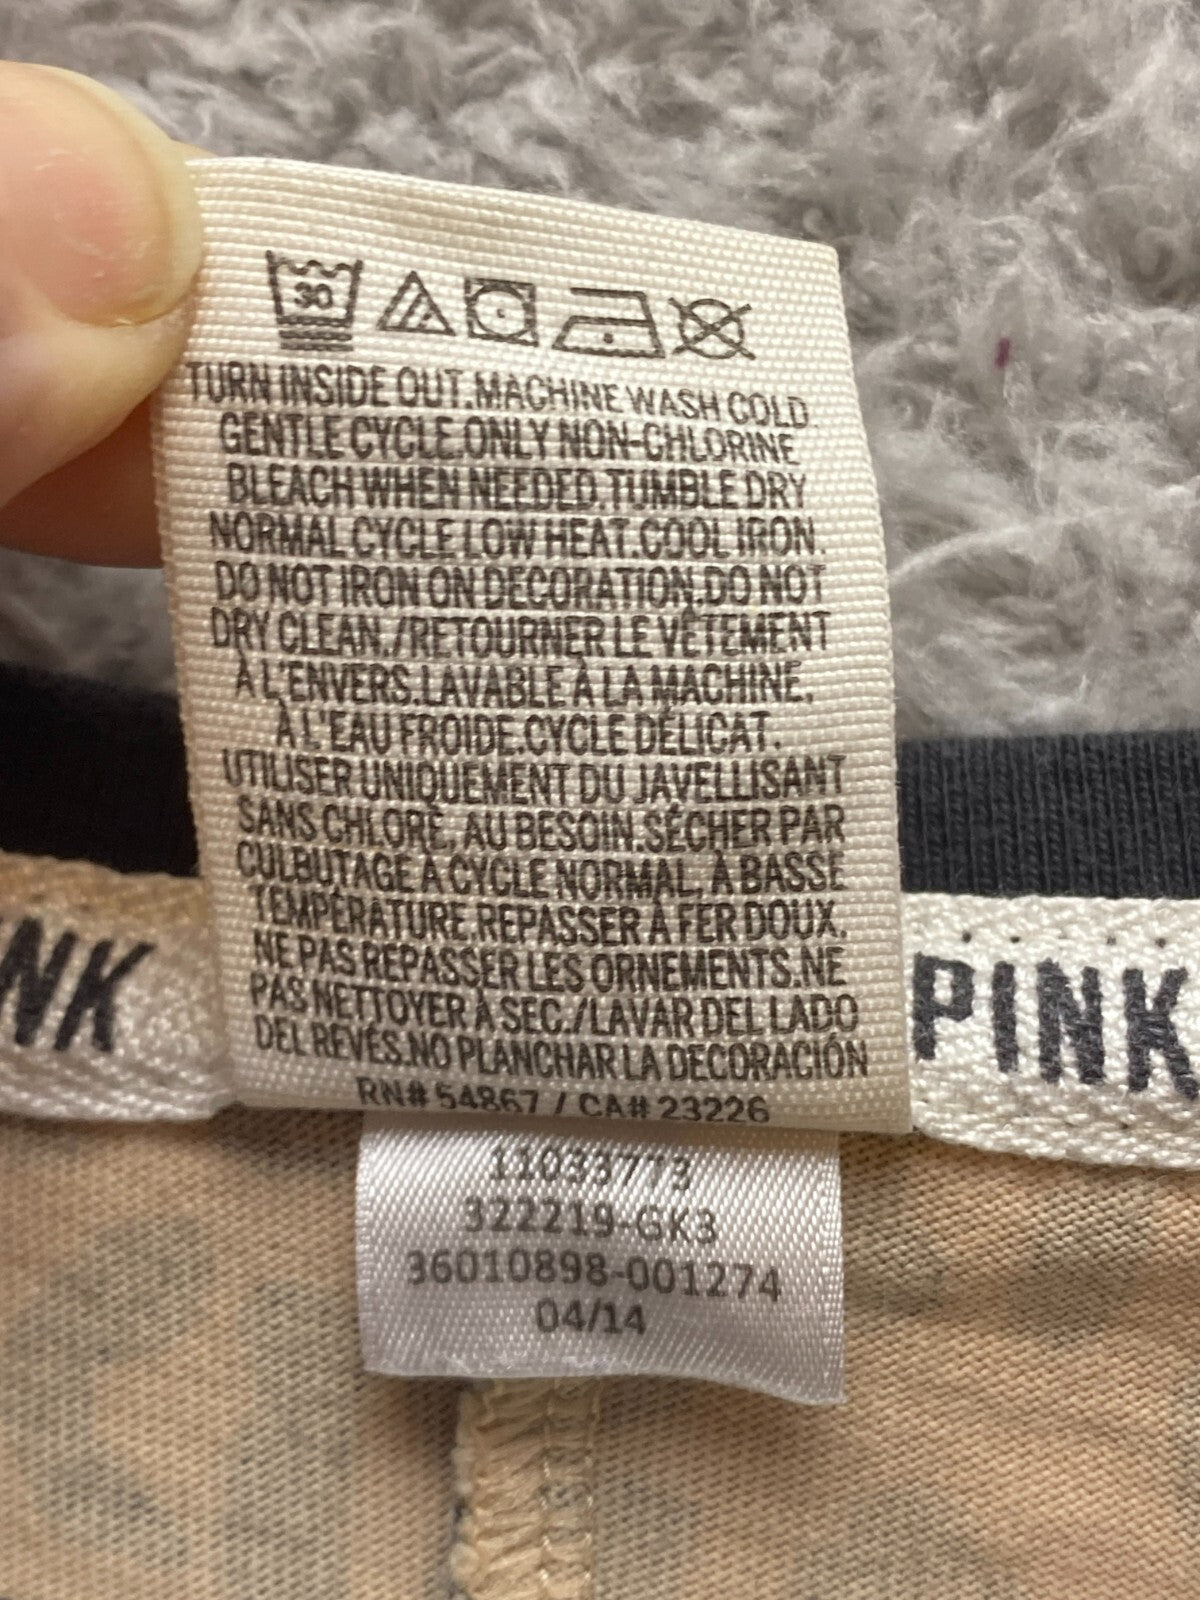 30
TURN INSIDE OUT.MACHINE WASH COLD
GENTLE CYCLE.ONLY NON-CHLORINE
BLEACH WHEN NEEDED.TUMBLE DRY
NORMAL CYCLE LOW HEAT.COOL IRON.
DO NOT IRON ON DECORATION.DO NOT
DRY CLEAN./RETOURNER LE VÊTEMENT
À L'ENVERS.LAVABLE À LA MACHINE,
À L'EAU FROIDE.CYCLE DÉLICAT.
UTILISER UNIQUEMENT DU JAVELLISANT
SANS CHLORE, AU BESOIN.SÉCHER PAR
CULBUTAGE À CYCLE NORMAL, À BASSE
TEMPÉRATURE.REPASSER À FER DOUX.
NE PAS REPASSER LES ORNEMENTS.NE
PAS NETTOYER À SEC./LAVAR DEL LADO
DEL REVÉS.NO PLANCHAR LA DECORACIÓN
RN# 54867 / CA# 23226
INK
PINK
11033773
322219-GK3
36010898-001274
04/14